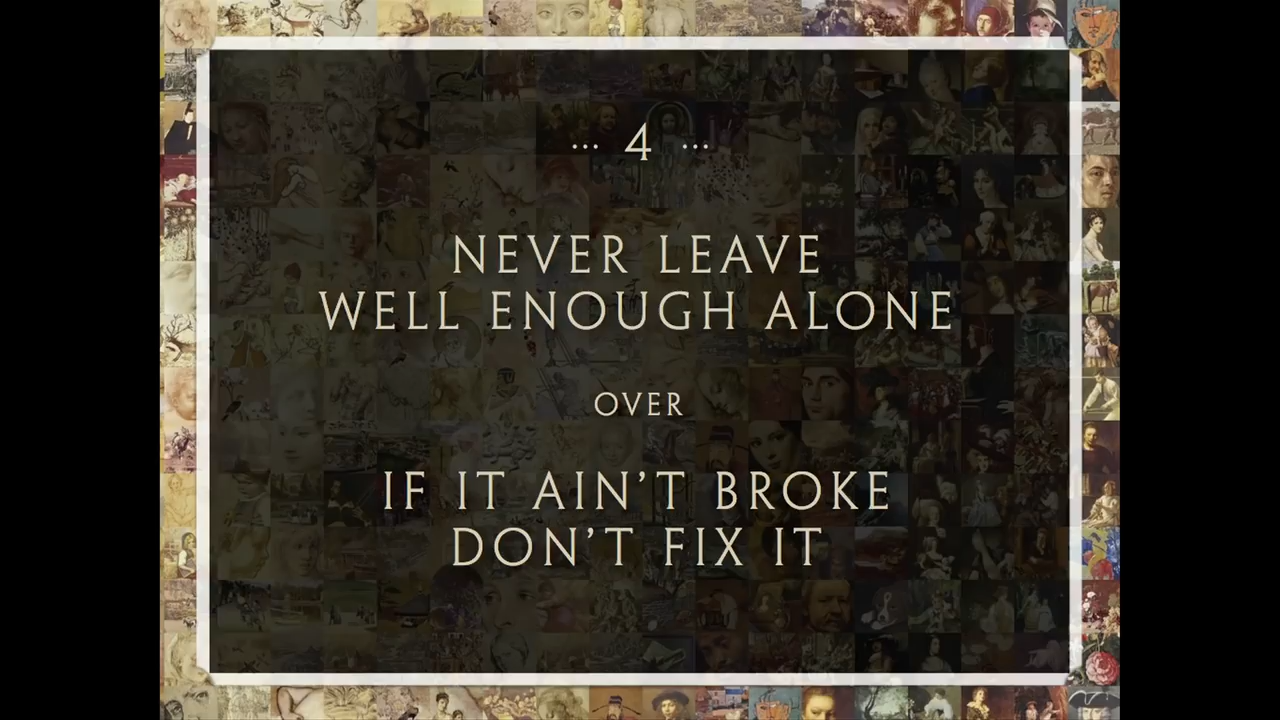 ... 4 ...
NEVER LEAVE
WELL ENOUGH ALONE
OVER
IF IT AIN'T BROKE
DON'T FIX IT